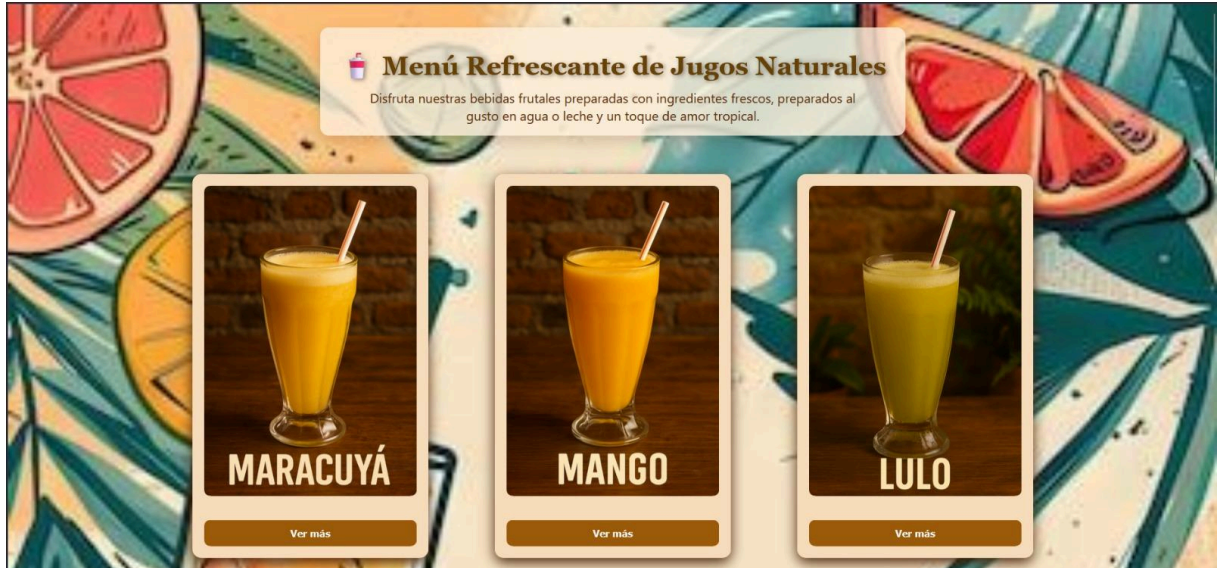 Menú Refrescante de Jugos Naturales
Disfruta nuestras bebidas frutales preparadas con ingredientes frescos, preparados al
gusto en agua o leche y un toque de amor tropical.
MARACUYÁ
MANGO
LULO
Ver más
Ver más
Ver más